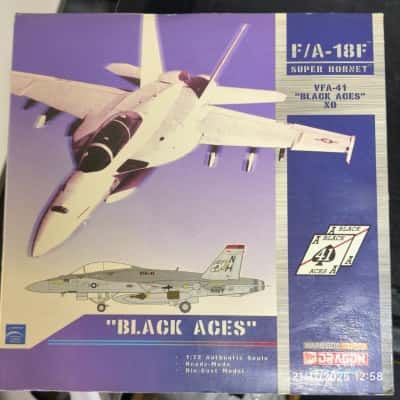 F/A-18F
SUPER HORNET
VFA-41
"BLACK ACES"
XO
BLACK
41
ACES
NH
"BLACK ACES"
· 1:72 Authentic Scale
· Ready-Made
· Die-Cast Model
DRAGON
21/11/2025 12:58